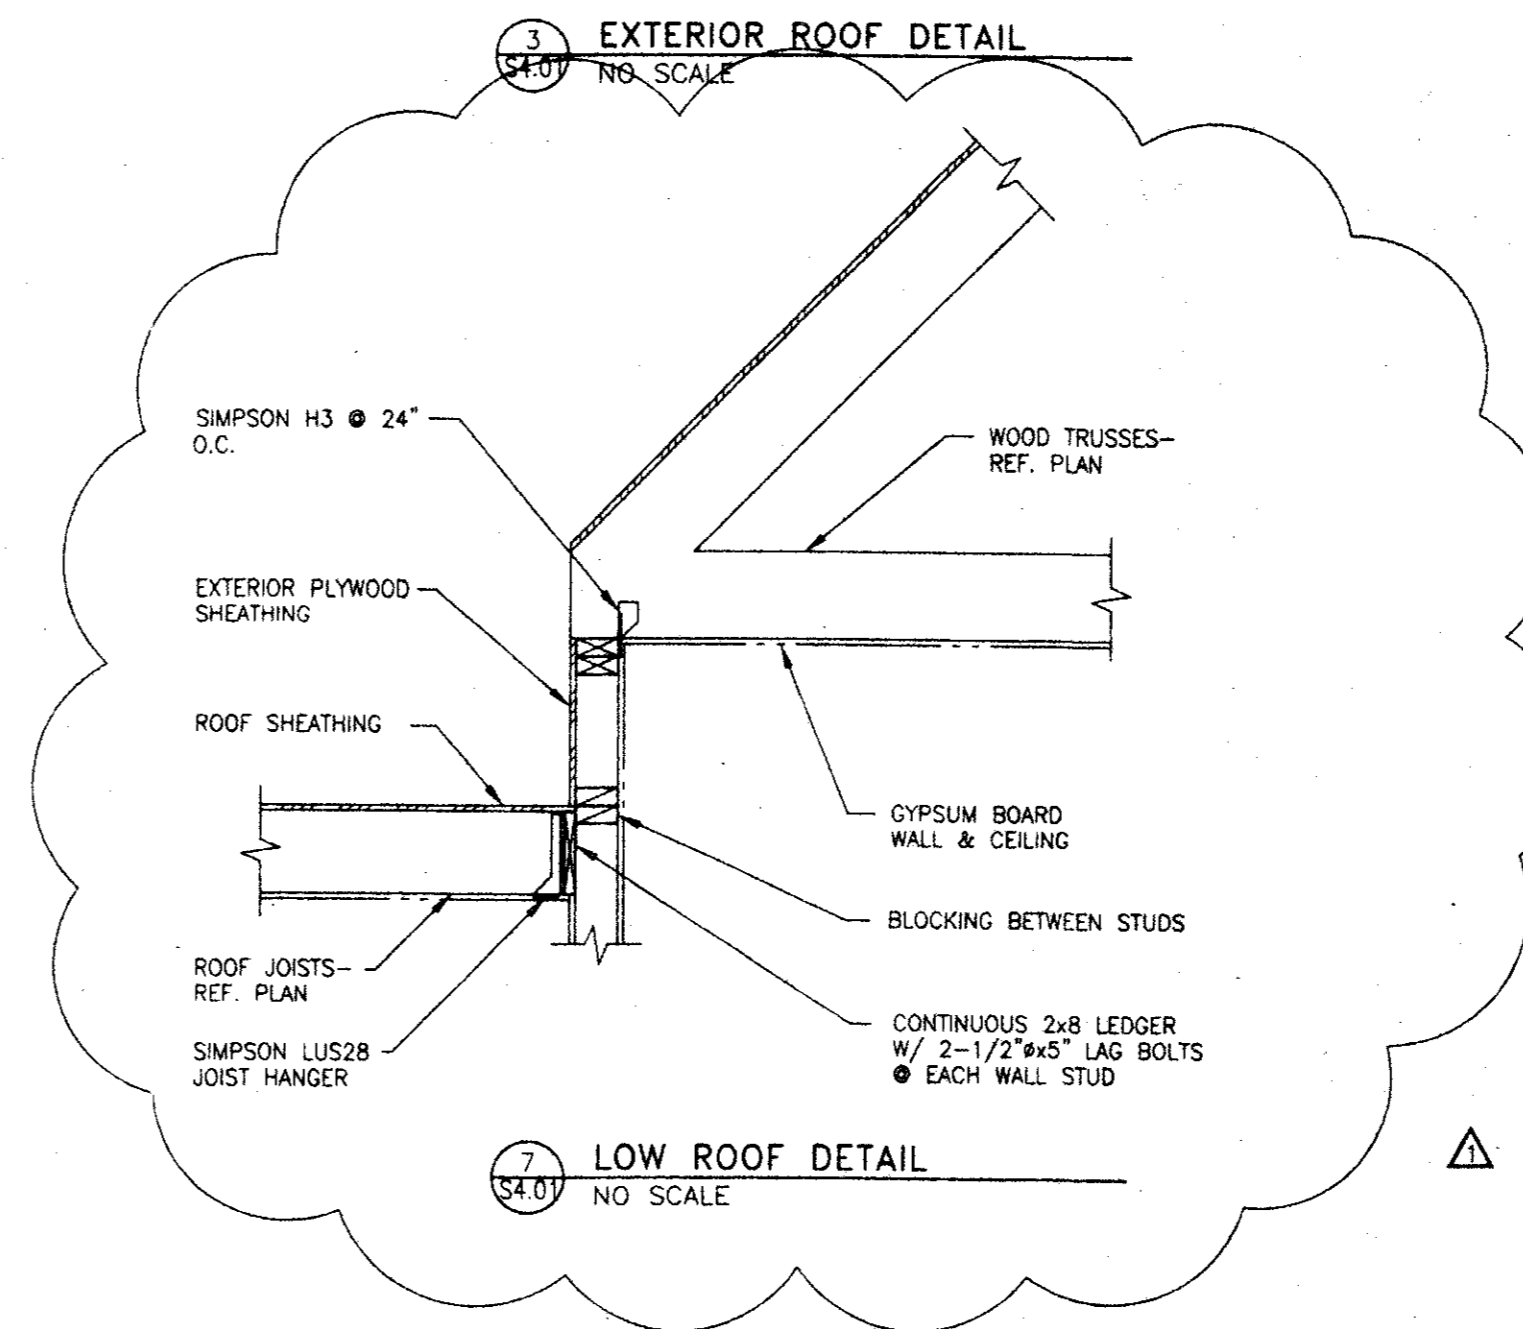 3 EXTERIOR ROOF DETAIL
S4.01 NO SCALE
SIMPSON H3 @ 24"
O.C.
WOOD TRUSSES-
REF. PLAN
EXTERIOR PLYWOOD
SHEATHING
ROOF SHEATHING
GYPSUM BOARD
WALL & CEILING
BLOCKING BETWEEN STUDS
ROOF JOISTS-
REF. PLAN
CONTINUOUS 2x8 LEDGER
W/ 2-1/2"øx5" LAG BOLTS
@ EACH WALL STUD
SIMPSON LUS28
JOIST HANGER
7 LOW ROOF DETAIL
S4.01 NO SCALE
1